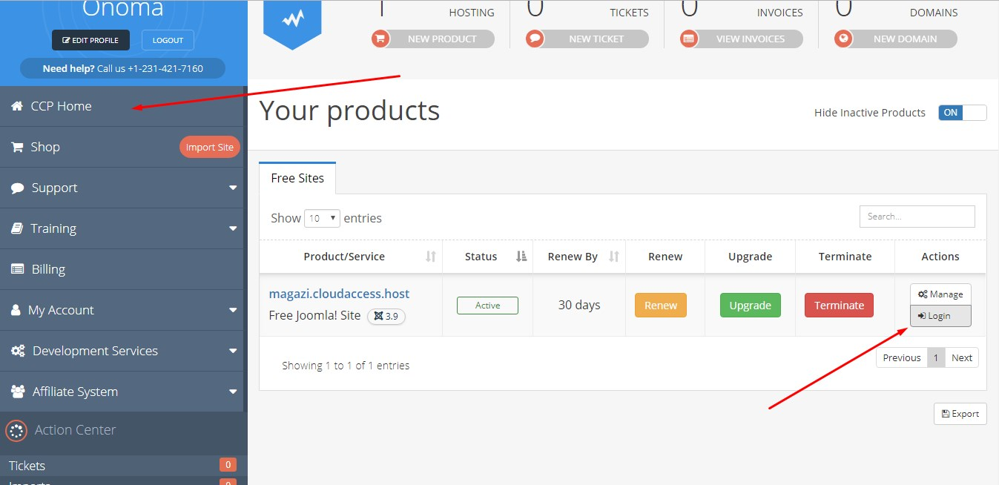 Onoma
EDIT PROFILE
LOGOUT
Need help? Call us +1-231-421-7160
CCP Home
Shop
Import Site
Support
Training
Billing
My Account
Development Services
Affiliate System
Action Center
Tickets
0
1
HOSTING
NEW PRODUCT
0
TICKETS
NEW TICKET
0
INVOICES
VIEW INVOICES
0
DOMAINS
NEW DOMAIN
Your products
Hide Inactive Products
ON
Free Sites
Show 10 entries
Search...
Product/Service
Status
Renew By
Renew
Upgrade
Terminate
Actions
magazi.cloudaccess.host
Free Joomla! Site
3.9
Active
30 days
Renew
Upgrade
Terminate
Manage
Login
Showing 1 to 1 of 1 entries
Previous
1
Next
Export